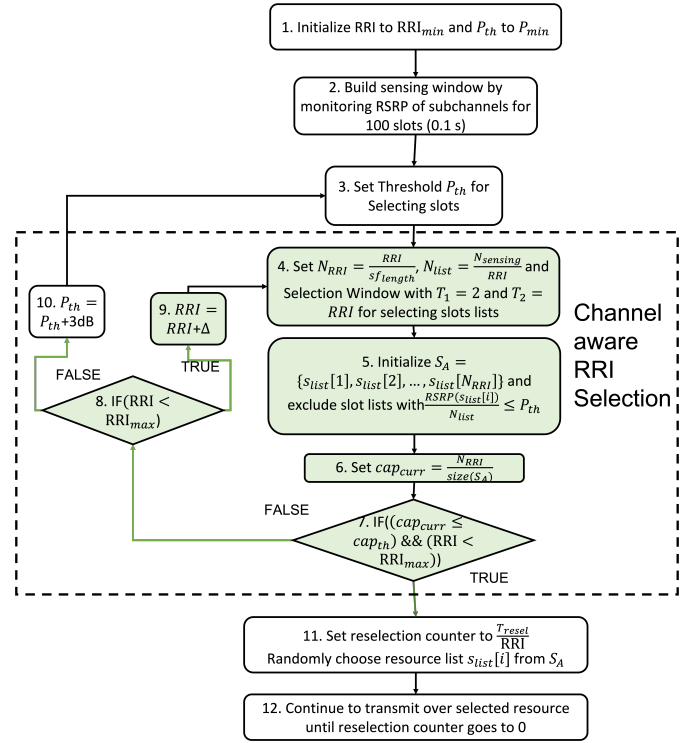 1. Initialize RRI to RRI_min and P_th to P_min
2. Build sensing window by
monitoring RSRP of subchannels for
100 slots (0.1 s)
3. Set Threshold P_th for
Selecting slots
4. Set N_RRI = RRI/sf_length, N_list = N_sensing/RRI and
Selection Window with T_1 = 2 and T_2 =
RRI for selecting slots lists
Channel
aware
RRI
Selection
10. P_th =
P_th+3dB
9. RRI =
RRI+Δ
FALSE
TRUE
5. Initialize S_A =
{s_list[1], s_list[2], ..., s_list[N_RRI]} and
exclude slot lists with RSRP(s_list[i])/N_list ≤ P_th
8. IF(RRI <
RRI_max)
6. Set cap_curr = N_RRI/size(S_A)
FALSE
7. IF((cap_curr ≤
cap_th) && (RRI <
RRI_max))
TRUE
11. Set reselection counter to T_resel/RRI
Randomly choose resource list s_list[i] from S_A
12. Continue to transmit over selected resource
until reselection counter goes to 0